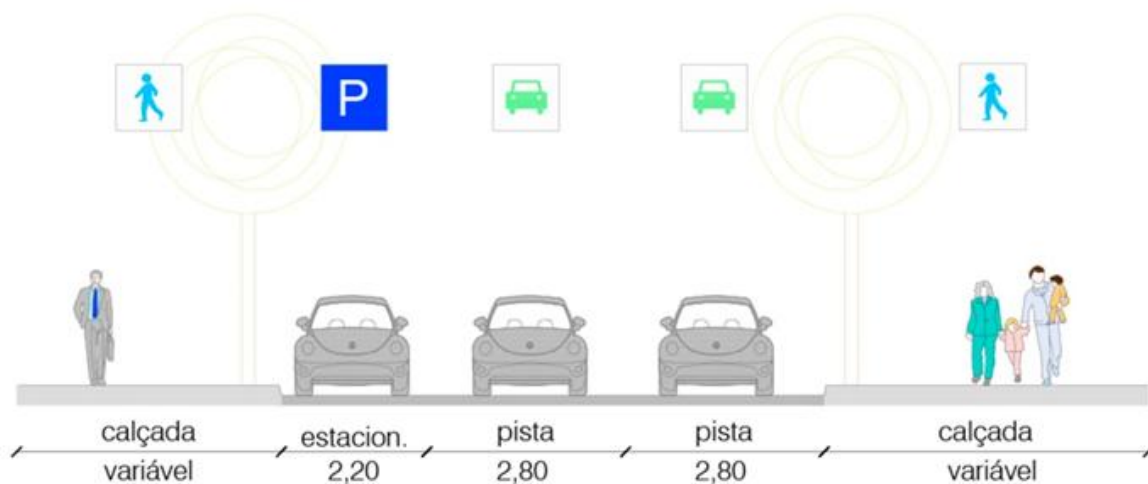 P
calçada estacion. pista pista calçada
variável 2,20 2,80 2,80 variável